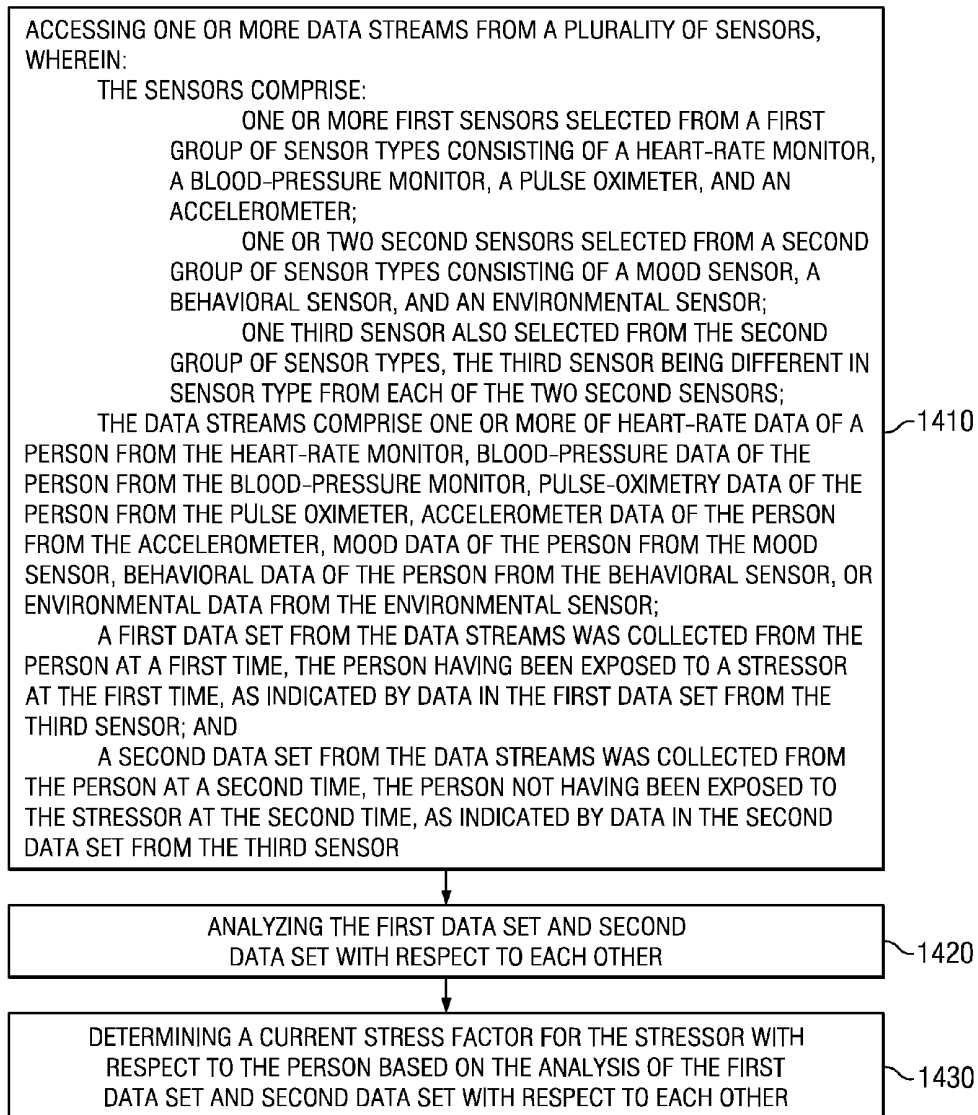 ACCESSING ONE OR MORE DATA STREAMS FROM A PLURALITY OF SENSORS,
WHEREIN:
THE SENSORS COMPRISE:
ONE OR MORE FIRST SENSORS SELECTED FROM A FIRST
GROUP OF SENSOR TYPES CONSISTING OF A HEART-RATE MONITOR,
A BLOOD-PRESSURE MONITOR, A PULSE OXIMETER, AND AN
ACCELEROMETER;
ONE OR TWO SECOND SENSORS SELECTED FROM A SECOND
GROUP OF SENSOR TYPES CONSISTING OF A MOOD SENSOR, A
BEHAVIORAL SENSOR, AND AN ENVIRONMENTAL SENSOR;
ONE THIRD SENSOR ALSO SELECTED FROM THE SECOND
GROUP OF SENSOR TYPES, THE THIRD SENSOR BEING DIFFERENT IN
SENSOR TYPE FROM EACH OF THE TWO SECOND SENSORS;
THE DATA STREAMS COMPRISE ONE OR MORE OF HEART-RATE DATA OF A
PERSON FROM THE HEART-RATE MONITOR, BLOOD-PRESSURE DATA OF THE
PERSON FROM THE BLOOD-PRESSURE MONITOR, PULSE-OXIMETRY DATA OF THE
PERSON FROM THE PULSE OXIMETER, ACCELEROMETER DATA OF THE PERSON
FROM THE ACCELEROMETER, MOOD DATA OF THE PERSON FROM THE MOOD
SENSOR, BEHAVIORAL DATA OF THE PERSON FROM THE BEHAVIORAL SENSOR, OR
ENVIRONMENTAL DATA FROM THE ENVIRONMENTAL SENSOR;
A FIRST DATA SET FROM THE DATA STREAMS WAS COLLECTED FROM THE
PERSON AT A FIRST TIME, THE PERSON HAVING BEEN EXPOSED TO A STRESSOR
AT THE FIRST TIME, AS INDICATED BY DATA IN THE FIRST DATA SET FROM THE
THIRD SENSOR; AND
A SECOND DATA SET FROM THE DATA STREAMS WAS COLLECTED FROM
THE PERSON AT A SECOND TIME, THE PERSON NOT HAVING BEEN EXPOSED TO
THE STRESSOR AT THE SECOND TIME, AS INDICATED BY DATA IN THE SECOND
DATA SET FROM THE THIRD SENSOR
1410
ANALYZING THE FIRST DATA SET AND SECOND
DATA SET WITH RESPECT TO EACH OTHER
1420
DETERMINING A CURRENT STRESS FACTOR FOR THE STRESSOR WITH
RESPECT TO THE PERSON BASED ON THE ANALYSIS OF THE FIRST
DATA SET AND SECOND DATA SET WITH RESPECT TO EACH OTHER
1430